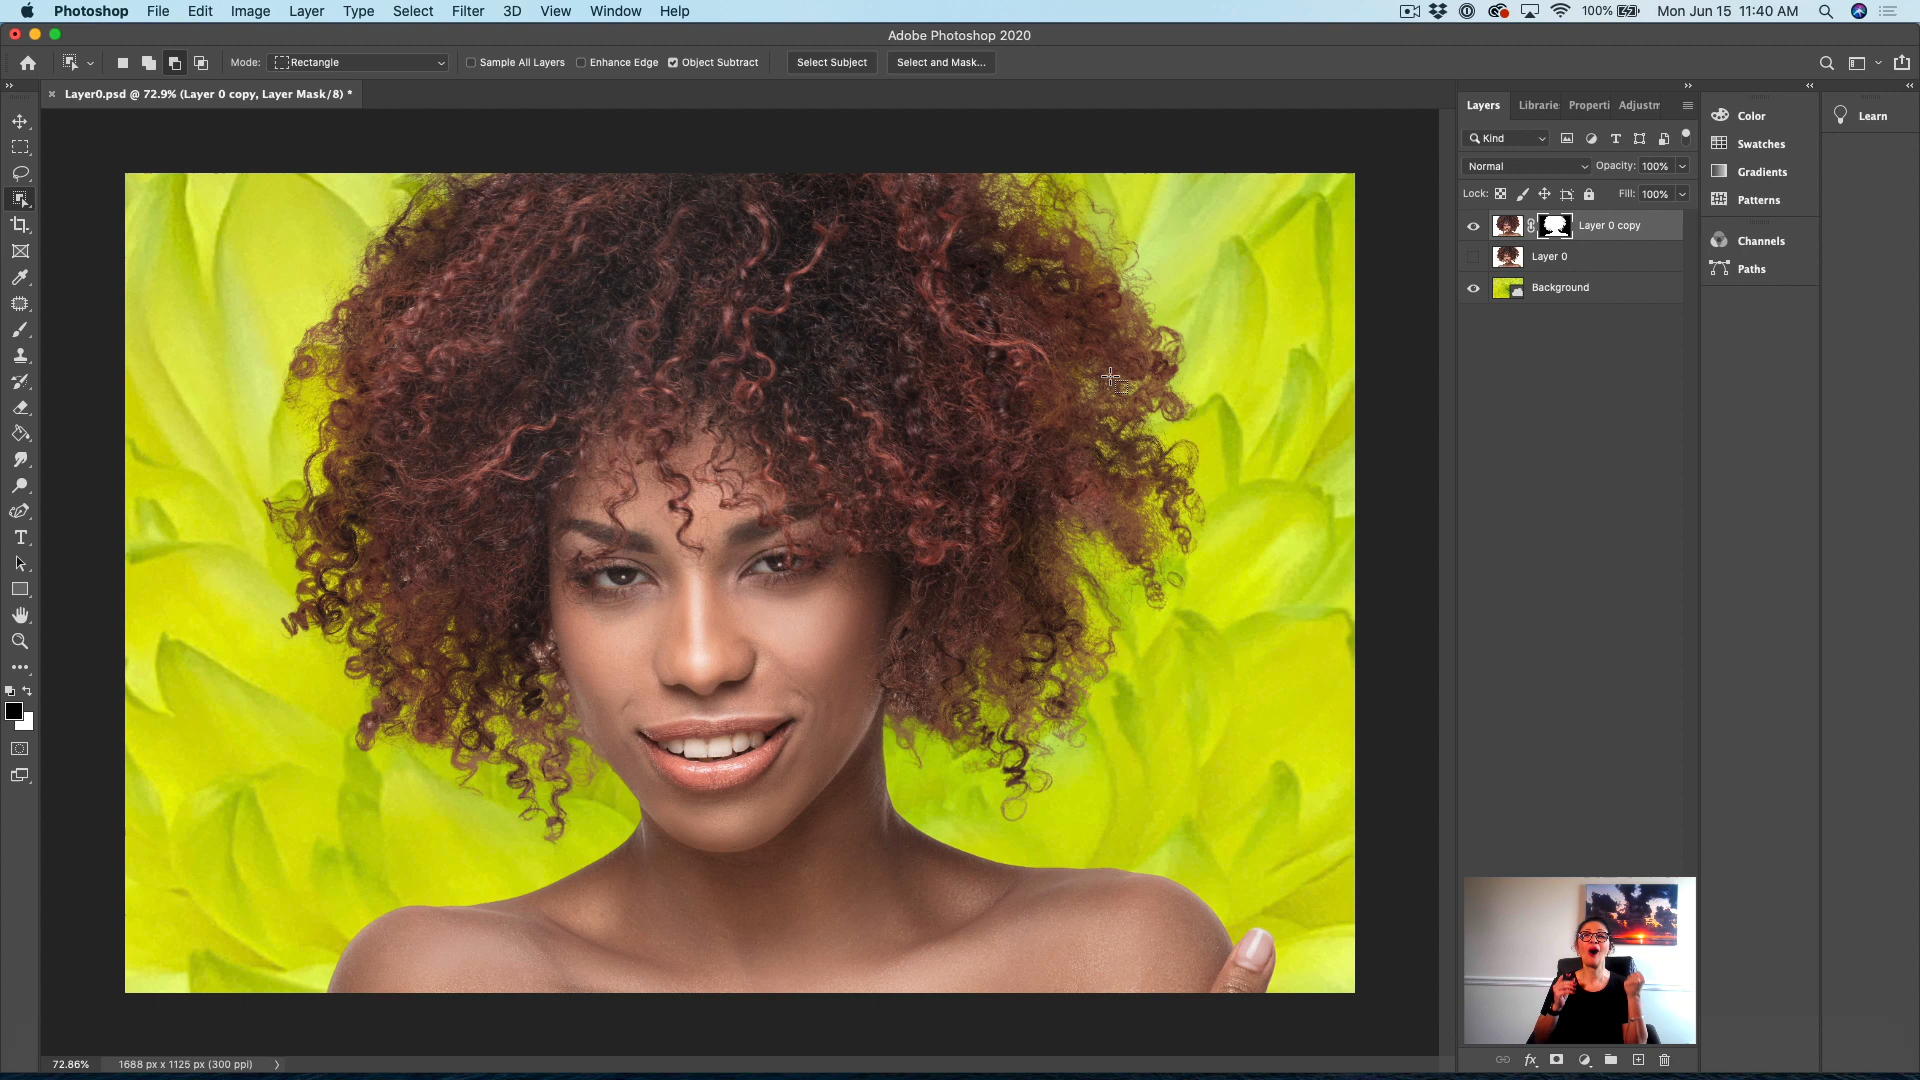 Photoshop File Edit Image Layer Type Select Filter 3D View Window Help 100% Mon Jun 15 11:40 AM
Adobe Photoshop 2020
Mode: Rectangle Sample All Layers Enhance Edge Object Subtract Select Subject Select and Mask...
Layer0.psd @ 72.9% (Layer 0 copy, Layer Mask/8) *
Layers Librarie Properti Adjustm
Kind
Normal Opacity: 100%
Lock: Fill: 100%
Layer 0 copy
Layer 0
Background
Color
Swatches
Gradients
Patterns
Channels
Paths
Learn
72.86% 1688 px x 1125 px (300 ppi)
fx